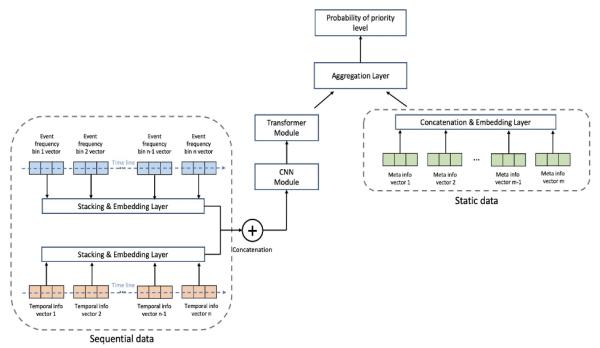 Probability of priority
level
Aggregation Layer
Transformer
Module
CNN
Module
Concatenation & Embedding Layer
...
Meta info
vector 1
Meta info
vector 2
Meta info
vector m-1
Meta info
vector m
Static data
Event
frequency
bin 1 vector
Event
frequency
bin 2 vector
Event
frequency
bin n-1 vector
Event
frequency
bin n vector
Time line
...
Stacking & Embedding Layer
+
Concatenation
Stacking & Embedding Layer
Time line
...
Temporal info
vector 1
Temporal info
vector 2
Temporal info
vector n-1
Temporal info
vector n
Sequential data